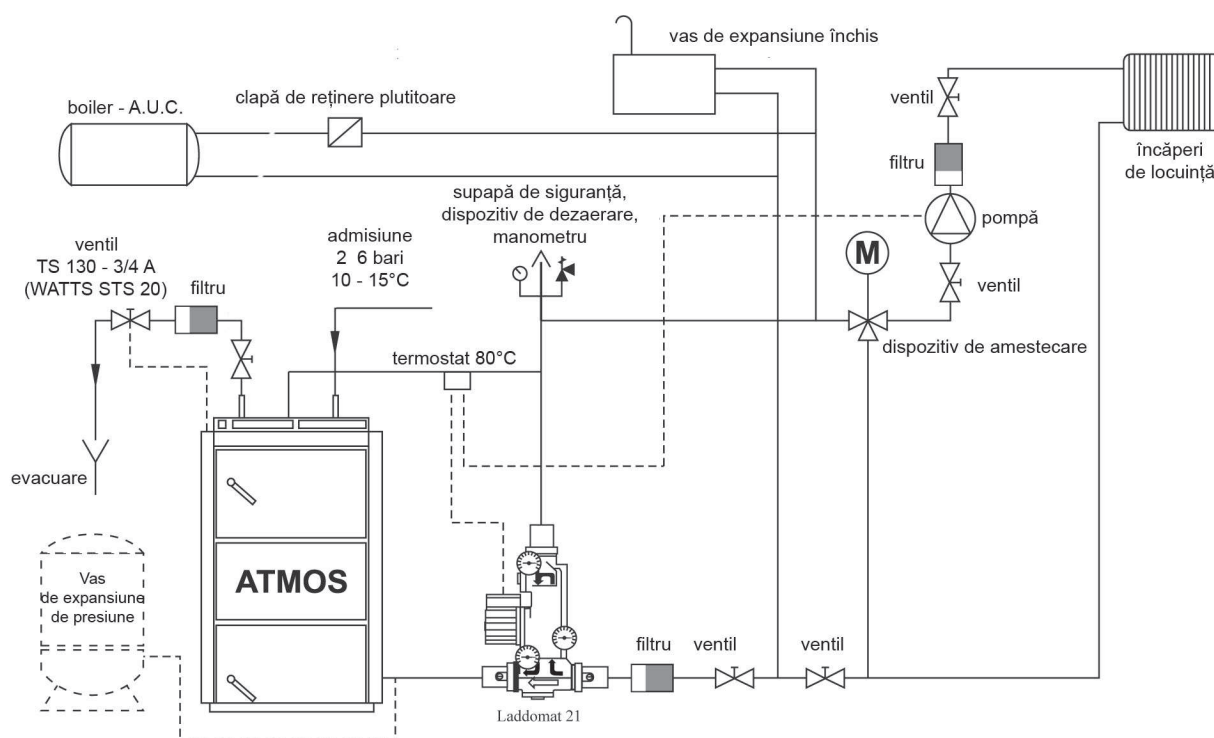 vas de expansiune închis
boiler - A.U.C.
clapă de reținere plutitoare
ventil
filtru
încăperi
de locuință
supapă de siguranță,
dispozitiv de dezaerare,
manometru
pompă
ventil
TS 130 - 3/4 A
(WATTS STS 20)
filtru
admisiune
2 6 bari
10 - 15°C
M
ventil
dispozitiv de amestecare
termostat 80°C
evacuare
ATMOS
Vas
de expansiune
de presiune
filtru
ventil
ventil
Laddomat 21